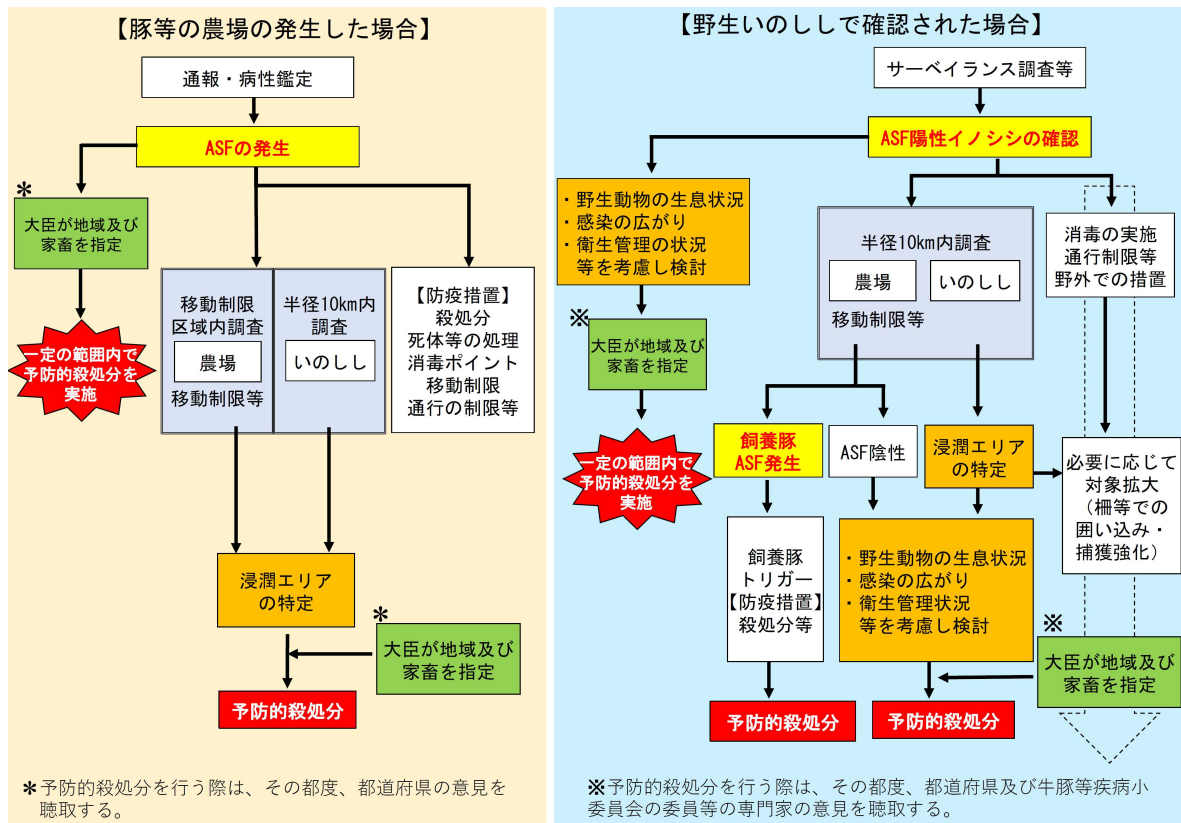 【豚等の農場の発生した場合】
通報・病性鑑定
ASFの発生
*
大臣が地域及び
家畜を指定
一定の範囲内で
予防的殺処分を
実施
移動制限
区域内調査
農場
移動制限等
半径10km内
調査
いのしし
【防疫措置】
殺処分
死体等の処理
消毒ポイント
移動制限
通行の制限等
浸潤エリア
の特定
*
大臣が地域及び
家畜を指定
予防的殺処分
*予防的殺処分を行う際は、その都度、都道府県の意見を
聴取する。
【野生いのししで確認された場合】
サーベイランス調査等
ASF陽性イノシシの確認
・野生動物の生息状況
・感染の広がり
・衛生管理の状況
等を考慮し検討
※
大臣が地域及び
家畜を指定
一定の範囲内で
予防的殺処分を
実施
半径10km内調査
農場
いのしし
移動制限等
消毒の実施
通行制限等
野外での措置
飼養豚
ASF発生
ASF陰性
浸潤エリア
の特定
必要に応じて
対象拡大
（柵等での
囲い込み・
捕獲強化）
飼養豚
トリガー
【防疫措置】
殺処分等
・野生動物の生息状況
・感染の広がり
・衛生管理状況
等を考慮し検討
※
大臣が地域及び
家畜を指定
予防的殺処分
予防的殺処分
※予防的殺処分を行う際は、その都度、都道府県及び牛豚等疾病小
委員会の委員等の専門家の意見を聴取する。